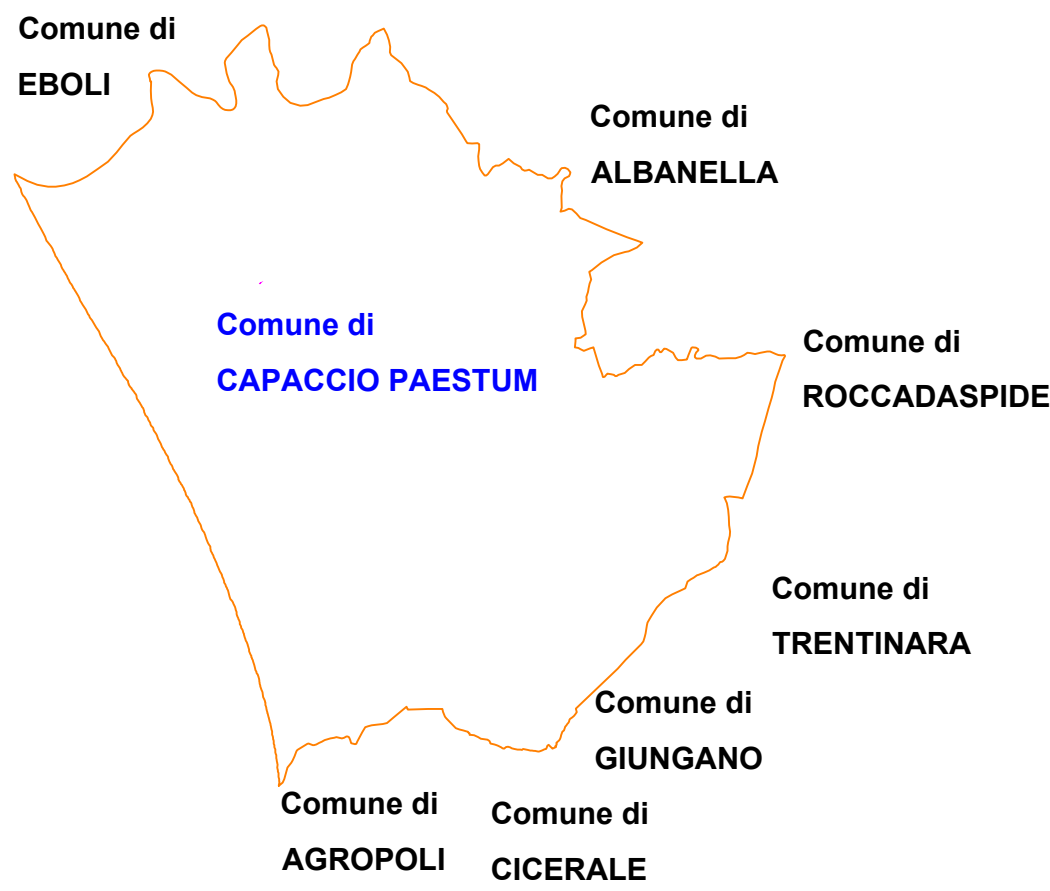 Comune di
EBOLI
Comune di
ALBANELLA
Comune di
CAPACCIO PAESTUM
Comune di
ROCCADASPIDE
Comune di
TRENTINARA
Comune di
GIUNGANO
Comune di
AGROPOLI
Comune di
CICERALE